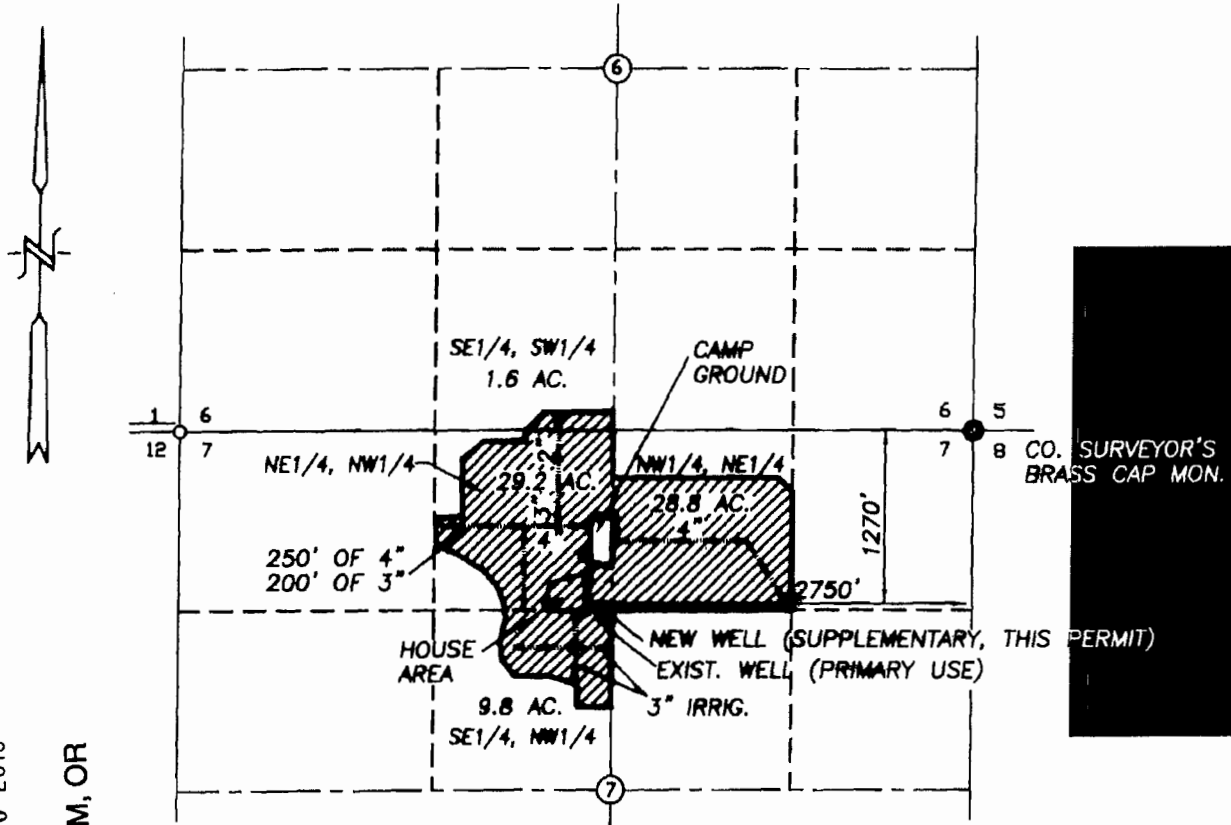 6
N
SE1/4, SW1/4
1.6 AC.
CAMP
GROUND
1 6
12 7
6 5
7 8
CO. SURVEYOR'S
BRASS CAP MON.
NE1/4, NW1/4
29.2 AC.
2"
3"
4"
NW1/4, NE1/4
28.8 AC.
4"
1270'
250' OF 4"
200' OF 3"
2750'
HOUSE
AREA
NEW WELL (SUPPLEMENTARY, THIS PERMIT)
EXIST. WELL (PRIMARY USE)
3" IRRIG.
9.8 AC.
SE1/4, NW1/4
7
M, OR